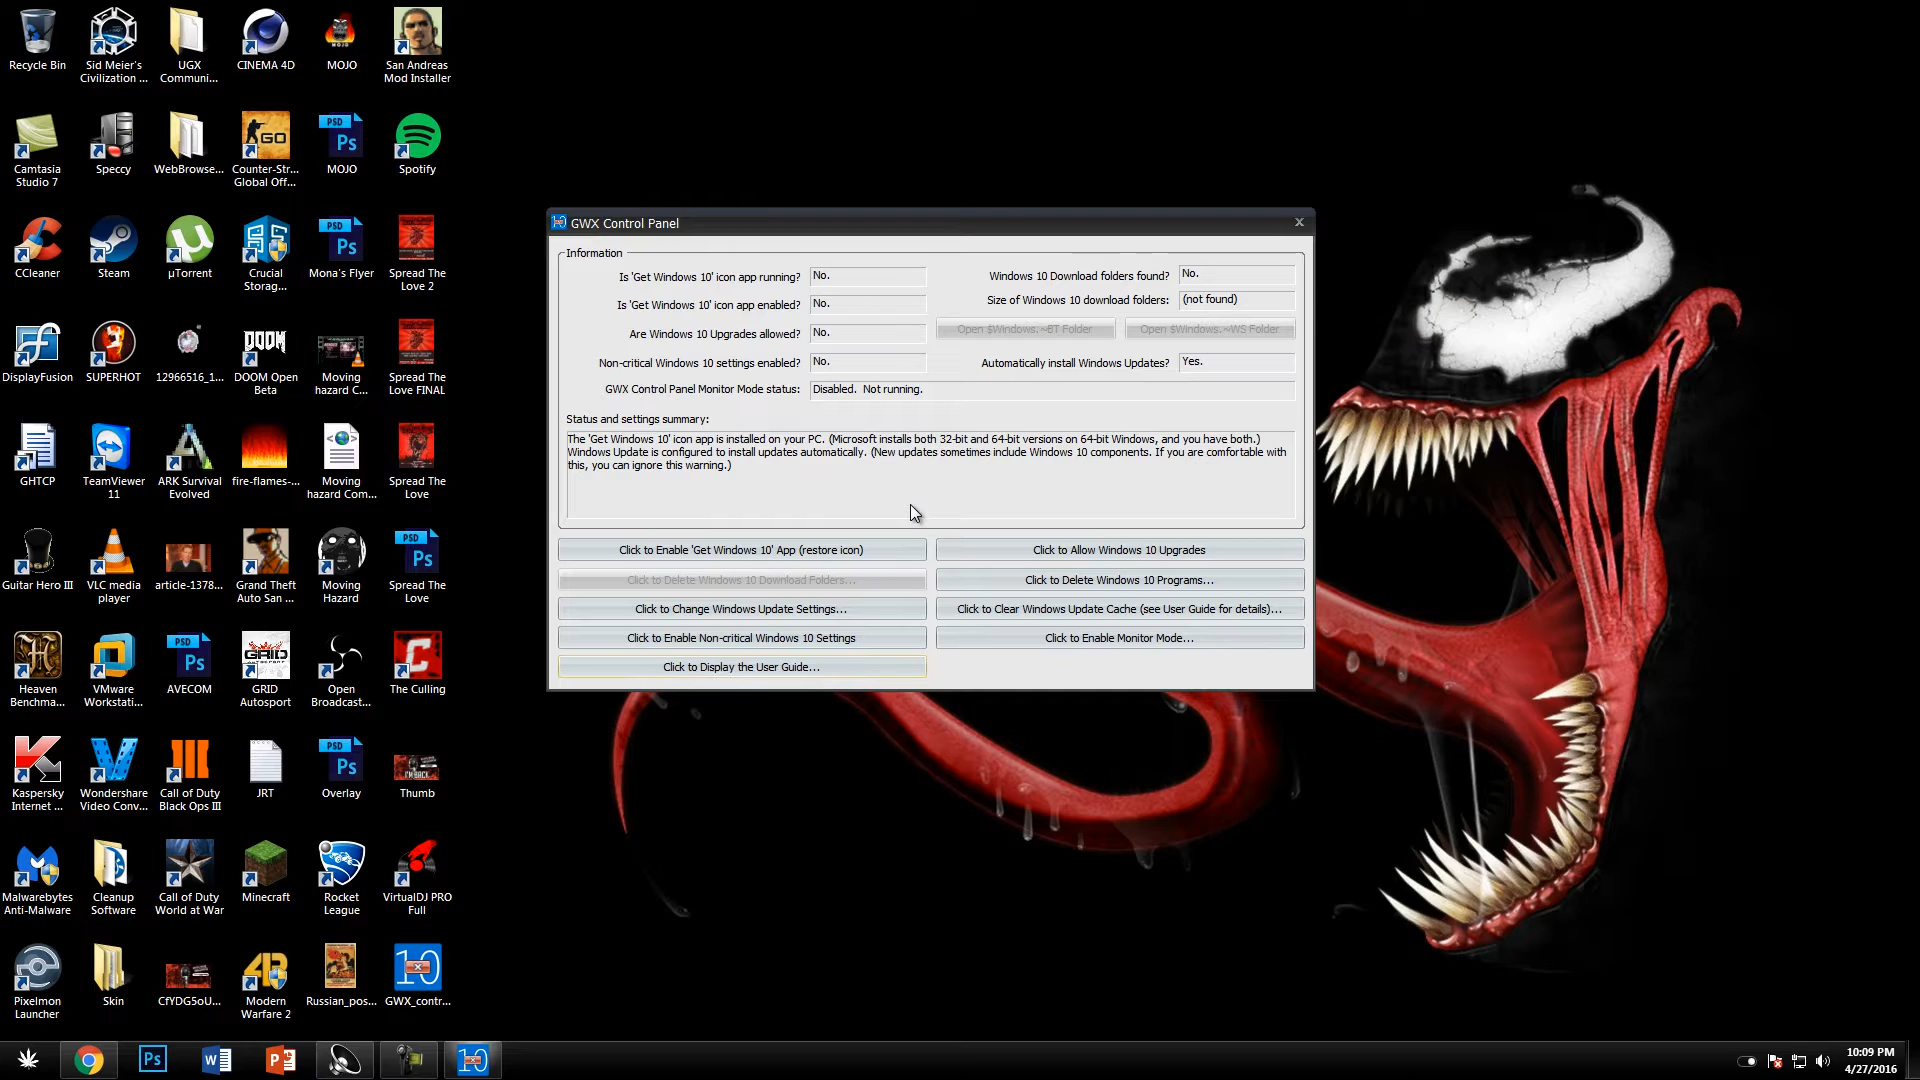 Recycle Bin
Sid Meier's
Civilization ...
UGX
Communi...
CINEMA 4D
MOJO
San Andreas
Mod Installer
Camtasia
Studio 7
Speccy
WebBrowse...
GO
Counter-Str...
Global Off...
PSD
Ps
MOJO
Spotify
CCleaner
Steam
µTorrent
Crucial
Storag...
PSD
Ps
Mona's Flyer
Spread The
Love 2
DisplayFusion
SUPERHOT
12966516_1...
DOOM
DOOM Open
Beta
Moving
hazard C...
Spread The
Love FINAL
GHTCP
TeamViewer
11
ARK Survival
Evolved
fire-flames-...
Moving
hazard Com...
Spread The
Love
Guitar Hero III
VLC media
player
article-1378...
Grand Theft
Auto San ...
Moving
Hazard
PSD
Ps
Spread The
Love
Heaven
Benchma...
VMware
Workstati...
PSD
Ps
AVECOM
GRID
GRID
Autosport
Open
Broadcast...
The Culling
Kaspersky
Internet ...
Wondershare
Video Conv...
Call of Duty
Black Ops III
JRT
PSD
Ps
Overlay
Thumb
Malwarebytes
Anti-Malware
Cleanup
Software
Call of Duty
World at War
Minecraft
Rocket
League
VirtualDJ PRO
Full
Pixelmon
Launcher
Skin
CfYDG5oU...
Modern
Warfare 2
Russian_pos...
GWX_contr...
GWX Control Panel
Information
Is 'Get Windows 10' icon app running? No.
Windows 10 Download folders found? No.
Is 'Get Windows 10' icon app enabled? No.
Size of Windows 10 download folders: (not found)
Are Windows 10 Upgrades allowed? No.
Open $Windows.~BT Folder
Open $Windows.~WS Folder
Non-critical Windows 10 settings enabled? No.
Automatically install Windows Updates? Yes.
GWX Control Panel Monitor Mode status: Disabled.  Not running.
Status and settings summary:
The 'Get Windows 10' icon app is installed on your PC. (Microsoft installs both 32-bit and 64-bit versions on 64-bit Windows, and you have both.)
Windows Update is configured to install updates automatically. (New updates sometimes include Windows 10 components. If you are comfortable with
this, you can ignore this warning.)
Click to Enable 'Get Windows 10' App (restore icon)
Click to Allow Windows 10 Upgrades
Click to Delete Windows 10 Download Folders...
Click to Delete Windows 10 Programs...
Click to Change Windows Update Settings...
Click to Clear Windows Update Cache (see User Guide for details)...
Click to Enable Non-critical Windows 10 Settings
Click to Enable Monitor Mode...
Click to Display the User Guide...
Ps
10:09 PM
4/27/2016